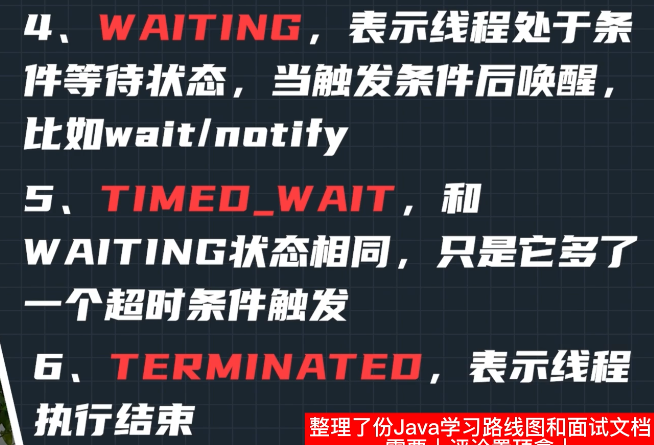 4、WAITING，表示线程处于条
件等待状态，当触发条件后唤醒，
比如wait/notify
5、TIMED_WAIT，和
WAITING状态相同，只是它多了
一个超时条件触发
6、TERMINATED，表示线程
执行结束
整理了份Java学习路线图和面试文档